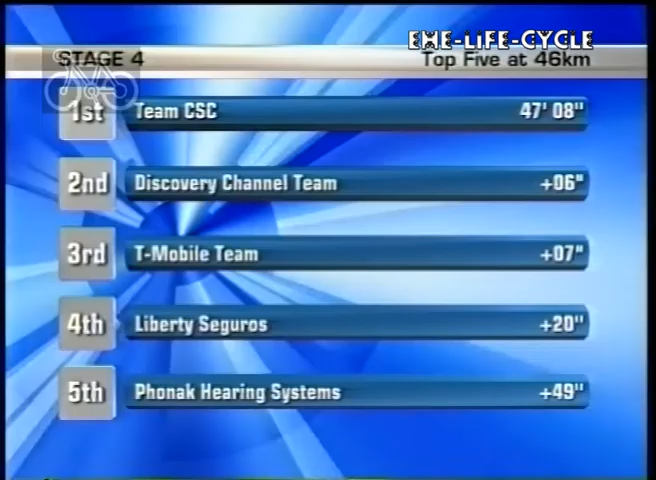 EHE-LiFE-CYCLE
STAGE 4 Top Five at 46km
1st Team CSC 47' 08"
2nd Discovery Channel Team +06"
3rd T-Mobile Team +07"
4th Liberty Seguros +20"
5th Phonak Hearing Systems +49"